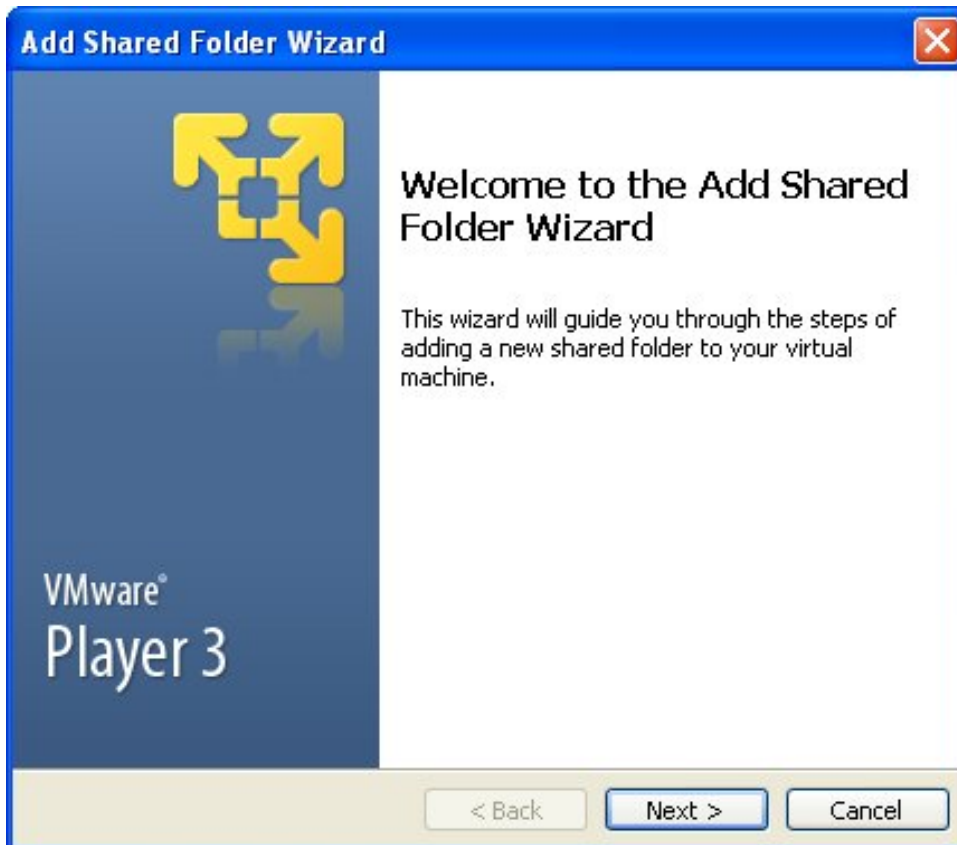 Add Shared Folder Wizard
Welcome to the Add Shared
Folder Wizard
This wizard will guide you through the steps of
adding a new shared folder to your virtual
machine.
VMware®
Player 3
< Back
Next >
Cancel